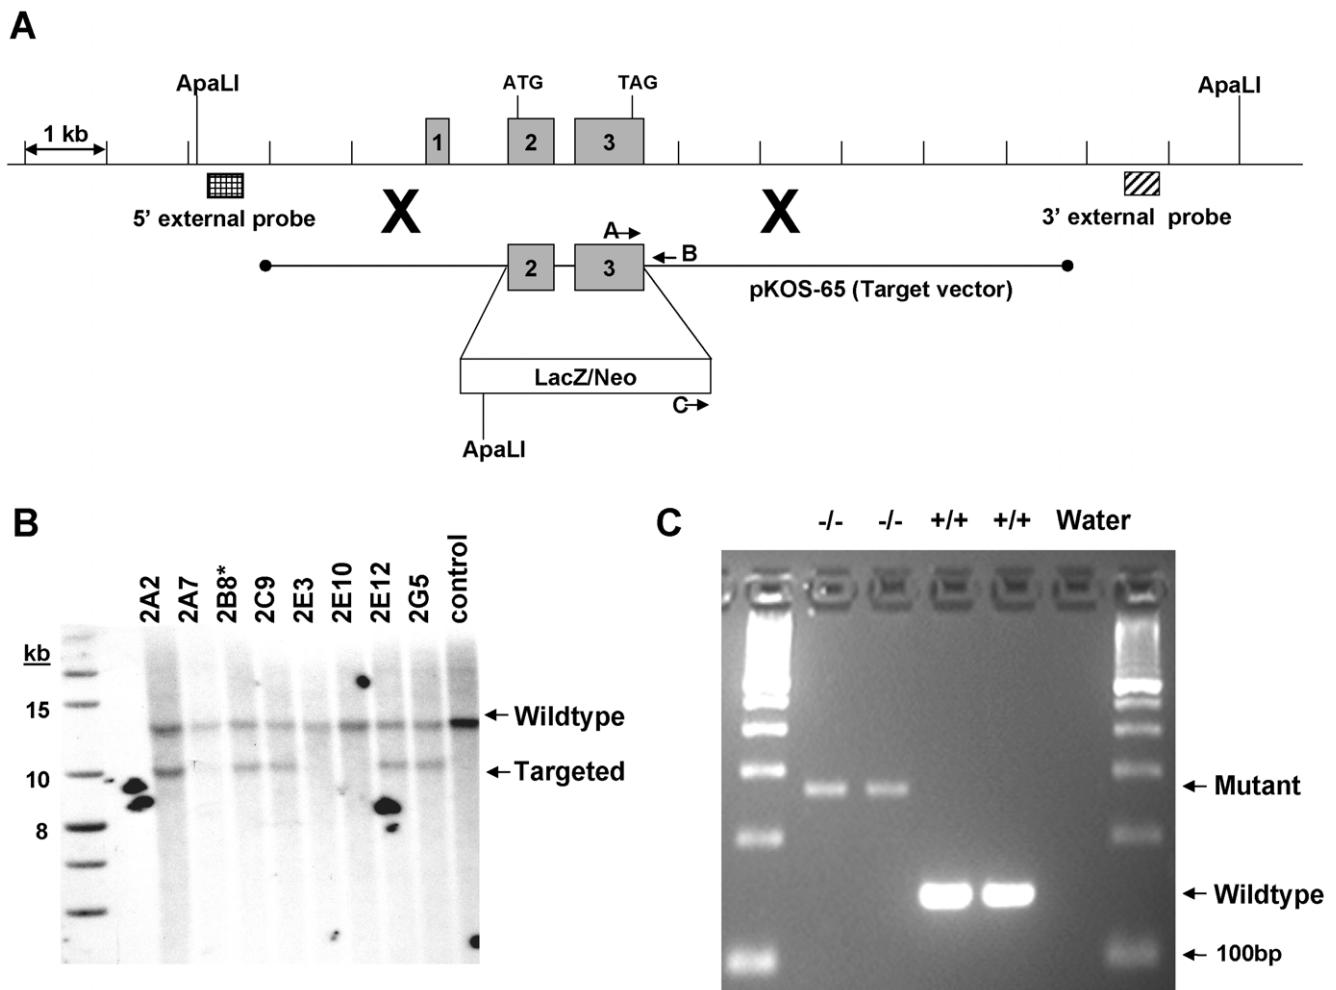 A
ApaLI
ATG
TAG
ApaLI
1 kb
1
2
3
5’ external probe
X
X
3’ external probe
A
B
2
3
pKOS-65 (Target vector)
LacZ/Neo
C
ApaLI
B
2A2
2A7
2B8*
2C9
2E3
2E10
2E12
2G5
control
kb
15
10
8
Wildtype
Targeted
C
-/- -/- +/+ +/+ Water
Mutant
Wildtype
100bp